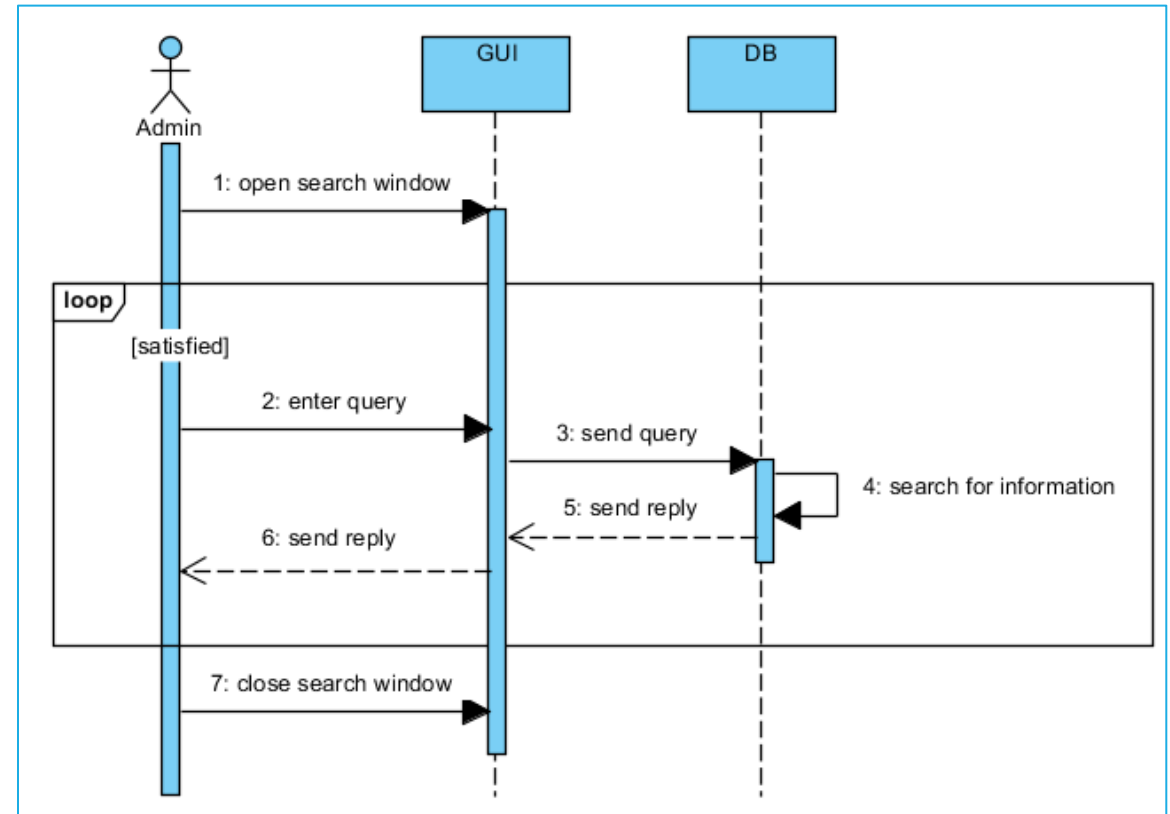 GUI
DB
Admin
1: open search window
loop
[satisfied]
2: enter query
3: send query
4: search for information
5: send reply
6: send reply
7: close search window